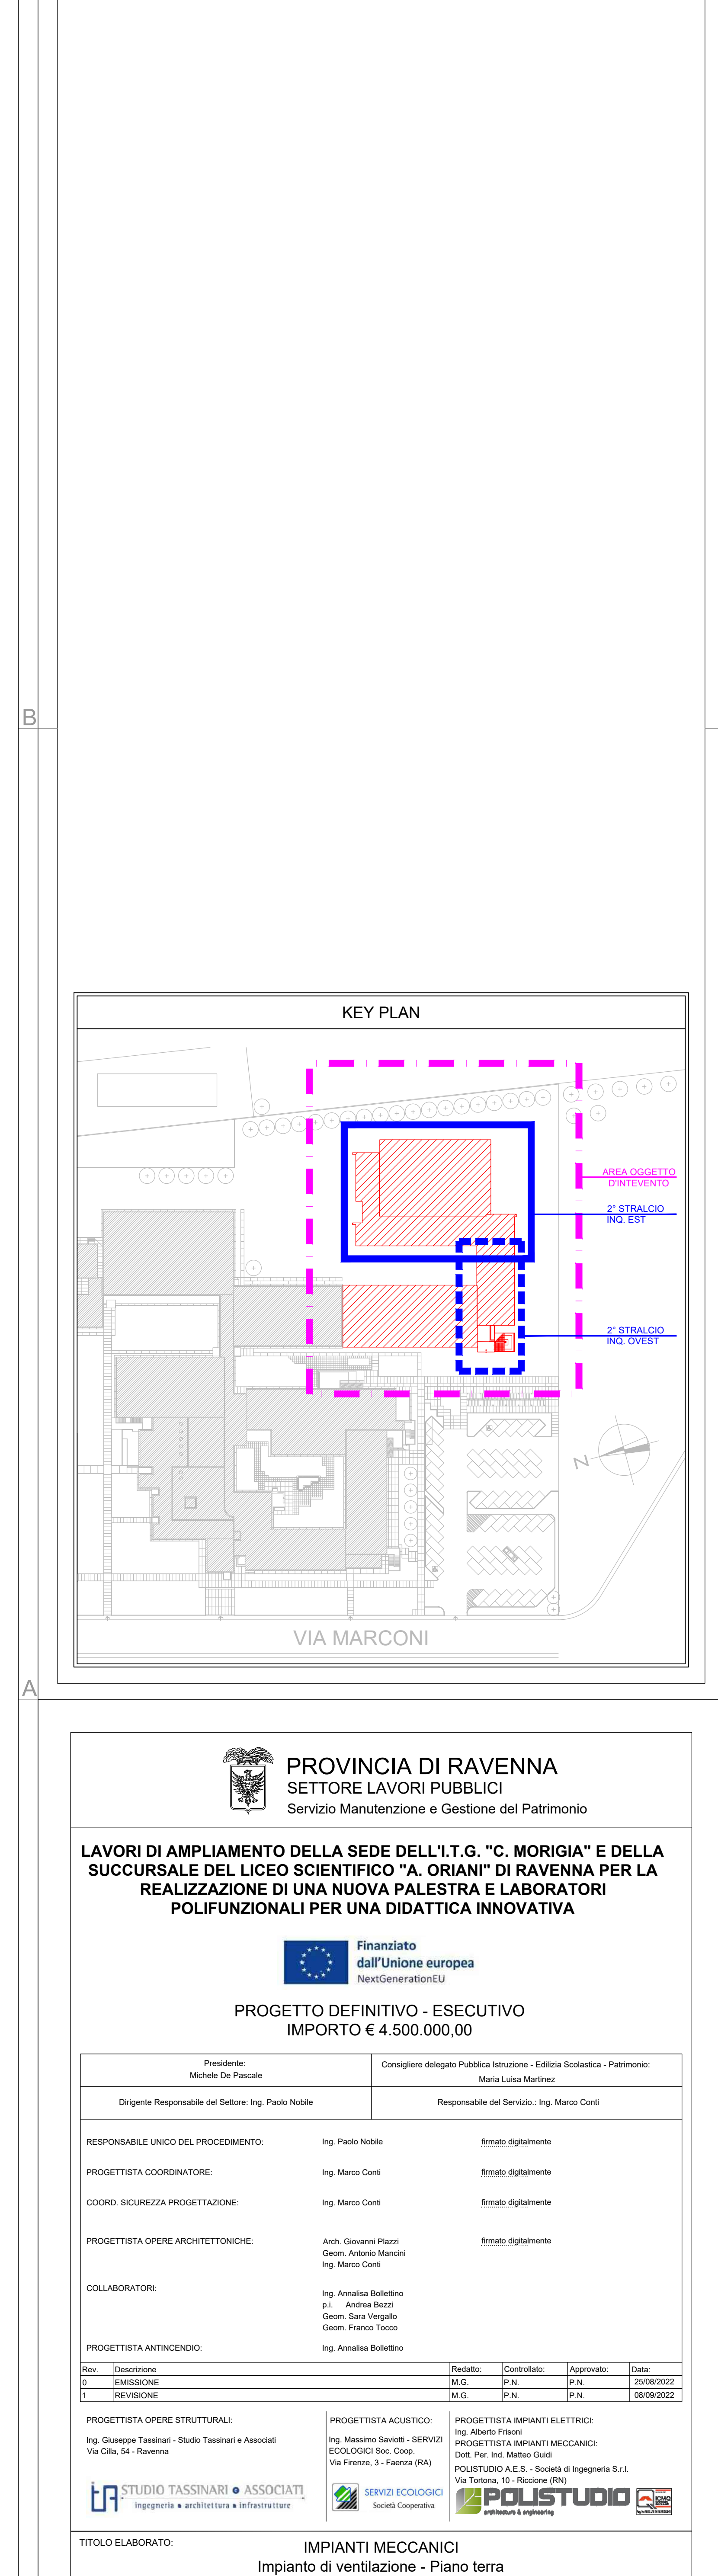 B
KEY PLAN
AREA OGGETTO
D'INTEVENTO
2° STRALCIO
INQ. EST
2° STRALCIO
INQ. OVEST
N
VIA MARCONI
A
PROVINCIA DI RAVENNA
SETTORE LAVORI PUBBLICI
Servizio Manutenzione e Gestione del Patrimonio
LAVORI DI AMPLIAMENTO DELLA SEDE DELL'I.T.G. "C. MORIGIA" E DELLA
SUCCURSALE DEL LICEO SCIENTIFICO "A. ORIANI" DI RAVENNA PER LA
REALIZZAZIONE DI UNA NUOVA PALESTRA E LABORATORI
POLIFUNZIONALI PER UNA DIDATTICA INNOVATIVA
Finanziato
dall'Unione europea
NextGenerationEU
PROGETTO DEFINITIVO - ESECUTIVO
IMPORTO € 4.500.000,00
Presidente:
Michele De Pascale
Consigliere delegato Pubblica Istruzione - Edilizia Scolastica - Patrimonio:
Maria Luisa Martinez
Dirigente Responsabile del Settore: Ing. Paolo Nobile
Responsabile del Servizio.: Ing. Marco Conti
RESPONSABILE UNICO DEL PROCEDIMENTO: Ing. Paolo Nobile firmato digitalmente
PROGETTISTA COORDINATORE: Ing. Marco Conti firmato digitalmente
COORD. SICUREZZA PROGETTAZIONE: Ing. Marco Conti firmato digitalmente
PROGETTISTA OPERE ARCHITETTONICHE: Arch. Giovanni Plazzi firmato digitalmente
Geom. Antonio Mancini
Ing. Marco Conti
COLLABORATORI: Ing. Annalisa Bollettino
p.i. Andrea Bezzi
Geom. Sara Vergallo
Geom. Franco Tocco
PROGETTISTA ANTINCENDIO: Ing. Annalisa Bollettino
Rev. Descrizione Redatto: Controllato: Approvato: Data:
0 EMISSIONE M.G. P.N. P.N. 25/08/2022
1 REVISIONE M.G. P.N. P.N. 08/09/2022
PROGETTISTA OPERE STRUTTURALI:
Ing. Giuseppe Tassinari - Studio Tassinari e Associati
Via Cilla, 54 - Ravenna
STUDIO TASSINARI E ASSOCIATI
ingegneria architettura infrastrutture
PROGETTISTA ACUSTICO:
Ing. Massimo Saviotti - SERVIZI
ECOLOGICI Soc. Coop.
Via Firenze, 3 - Faenza (RA)
SERVIZI ECOLOGICI
Società Cooperativa
PROGETTISTA IMPIANTI ELETTRICI:
Ing. Alberto Frisoni
PROGETTISTA IMPIANTI MECCANICI:
Dott. Per. Ind. Matteo Guidi
POLISTUDIO A.E.S. - Società di Ingegneria S.r.l.
Via Tortona, 10 - Riccione (RN)
POLISTUDIO
architecture & engineering
ICMQ
TITOLO ELABORATO:
IMPIANTI MECCANICI
Impianto di ventilazione - Piano terra